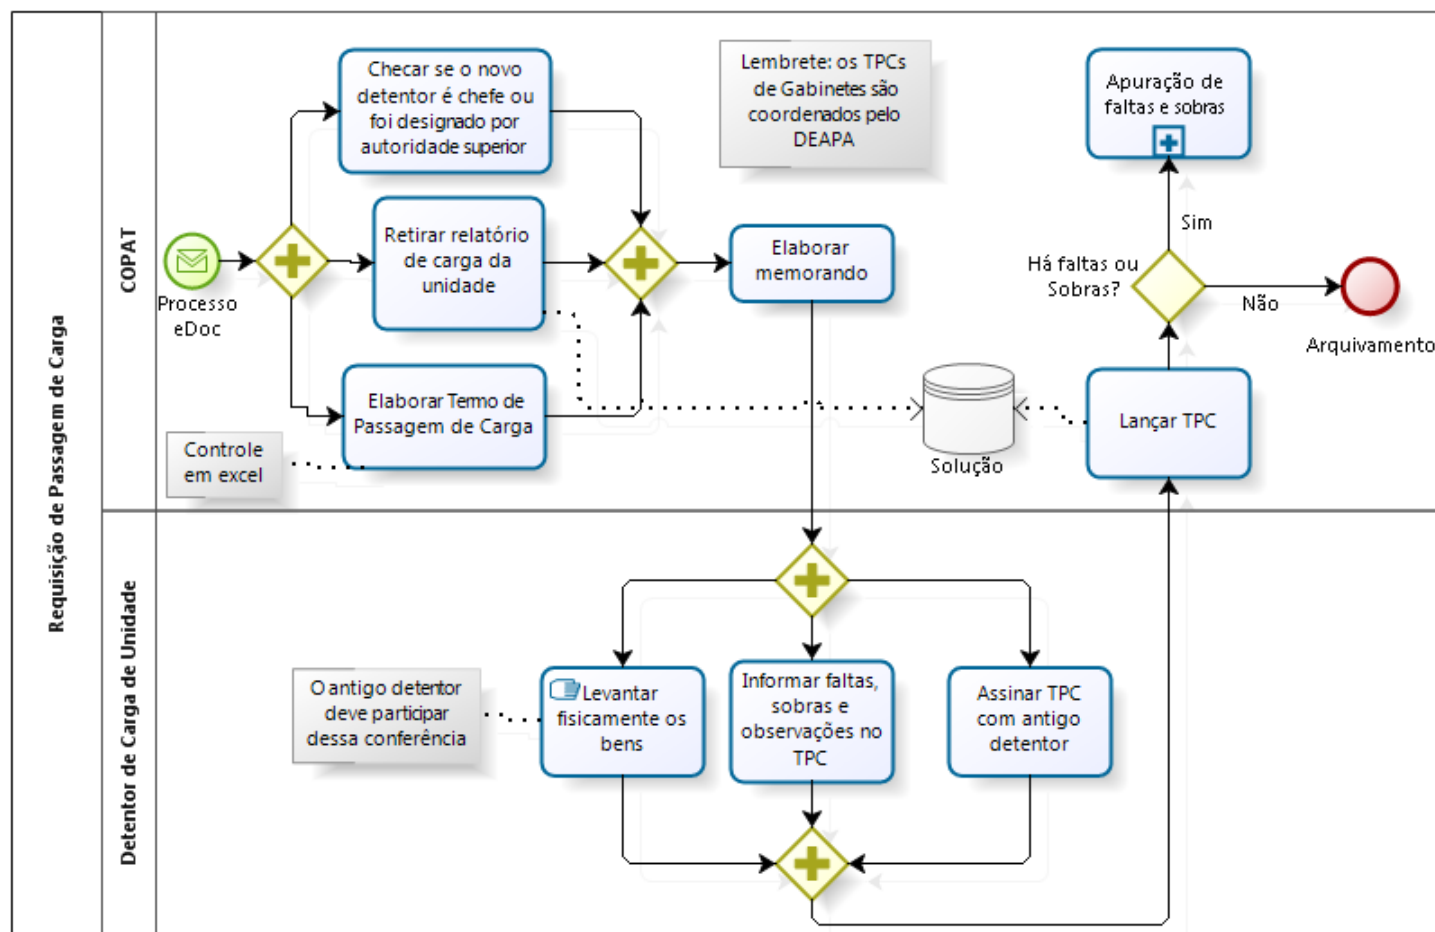 Requisição de Passagem de Carga
COPAT
Processo
eDoc
Checar se o novo
detentor é chefe ou
foi designado por
autoridade superior
Retirar relatório
de carga da
unidade
Elaborar Termo de
Passagem de Carga
Controle
em excel
Elaborar
memorando
Lembrete: os TPCs
de Gabinetes são
coordenados pelo
DEAPA
Solução
Lançar TPC
Há faltas ou
Sobras?
Sim
Não
Apuração de
faltas e sobras
Arquivamento
Detentor de Carga de Unidade
O antigo detentor
deve participar
dessa conferência
Levantar
fisicamente os
bens
Informar faltas,
sobras e
observações no
TPC
Assinar TPC
com antigo
detentor